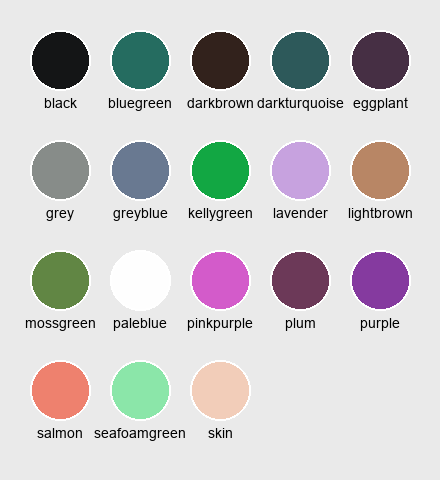 black bluegreen darkbrown darkturquoise eggplant
grey greyblue kellygreen lavender lightbrown
mossgreen paleblue pinkpurple plum purple
salmon seafoamgreen skin